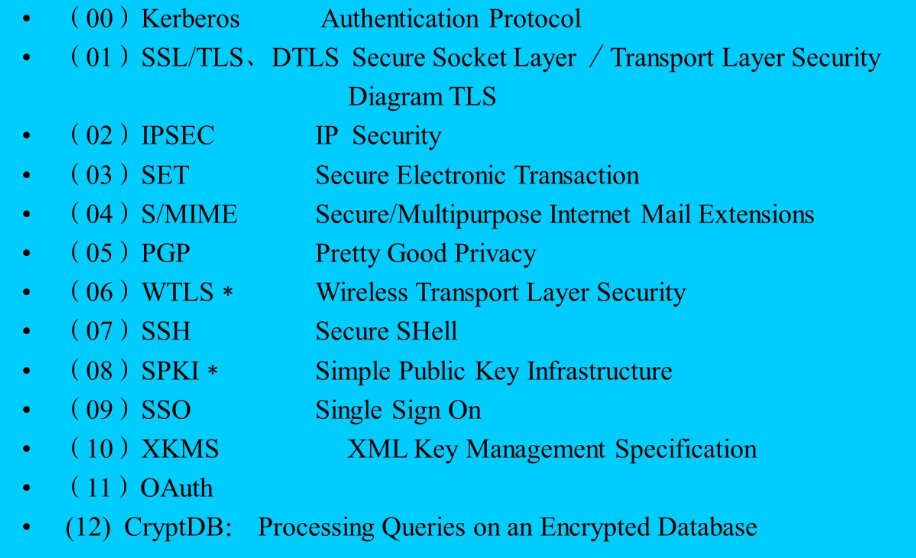 • （00）Kerberos Authentication Protocol
• （01）SSL/TLS、DTLS Secure Socket Layer ／Transport Layer Security
Diagram TLS
• （02）IPSEC IP Security
• （03）SET Secure Electronic Transaction
• （04）S/MIME Secure/Multipurpose Internet Mail Extensions
• （05）PGP Pretty Good Privacy
• （06）WTLS＊ Wireless Transport Layer Security
• （07）SSH Secure SHell
• （08）SPKI＊ Simple Public Key Infrastructure
• （09）SSO Single Sign On
• （10）XKMS XML Key Management Specification
• （11）OAuth
• (12) CryptDB： Processing Queries on an Encrypted Database